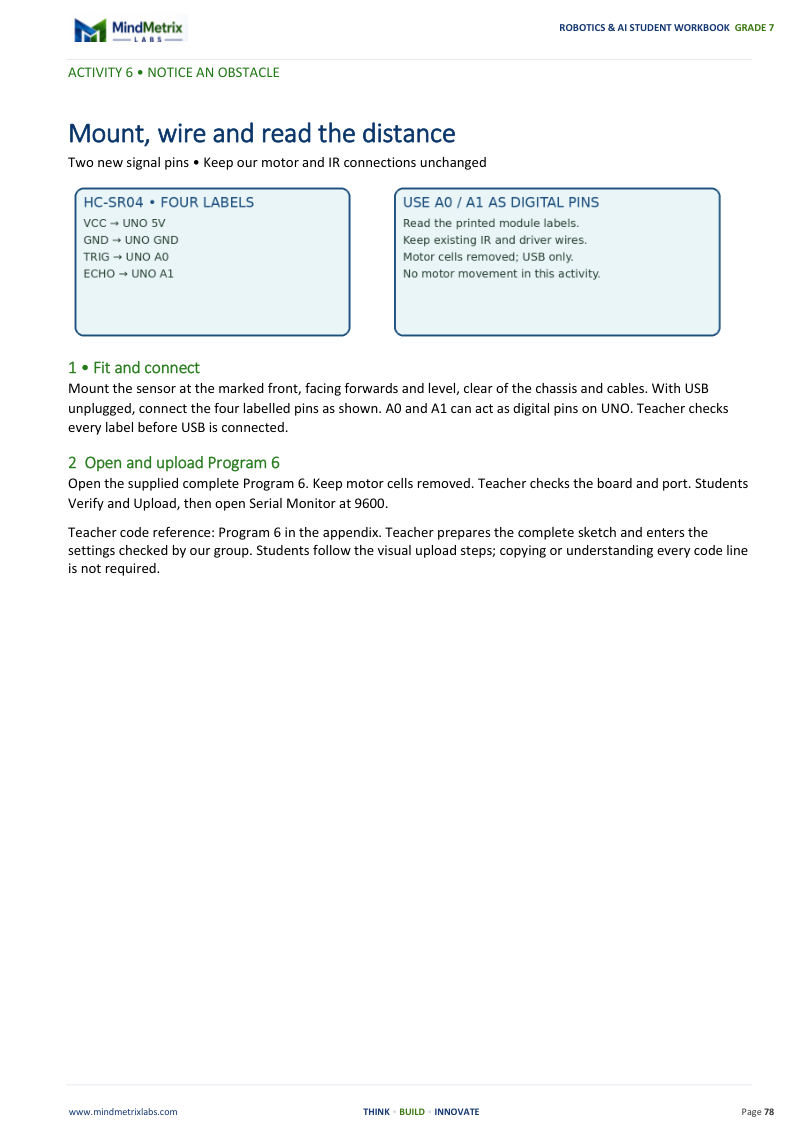 MindMetrix
LABS
ROBOTICS & AI STUDENT WORKBOOK GRADE 7
ACTIVITY 6 • NOTICE AN OBSTACLE
Mount, wire and read the distance
Two new signal pins • Keep our motor and IR connections unchanged
HC-SR04 • FOUR LABELS
VCC → UNO 5V
GND → UNO GND
TRIG → UNO A0
ECHO → UNO A1
USE A0 / A1 AS DIGITAL PINS
Read the printed module labels.
Keep existing IR and driver wires.
Motor cells removed; USB only.
No motor movement in this activity.
1 • Fit and connect
Mount the sensor at the marked front, facing forwards and level, clear of the chassis and cables. With USB
unplugged, connect the four labelled pins as shown. A0 and A1 can act as digital pins on UNO. Teacher checks
every label before USB is connected.
2 Open and upload Program 6
Open the supplied complete Program 6. Keep motor cells removed. Teacher checks the board and port. Students
Verify and Upload, then open Serial Monitor at 9600.
Teacher code reference: Program 6 in the appendix. Teacher prepares the complete sketch and enters the
settings checked by our group. Students follow the visual upload steps; copying or understanding every code line
is not required.
www.mindmetrixlabs.com
THINK • BUILD • INNOVATE
Page 78